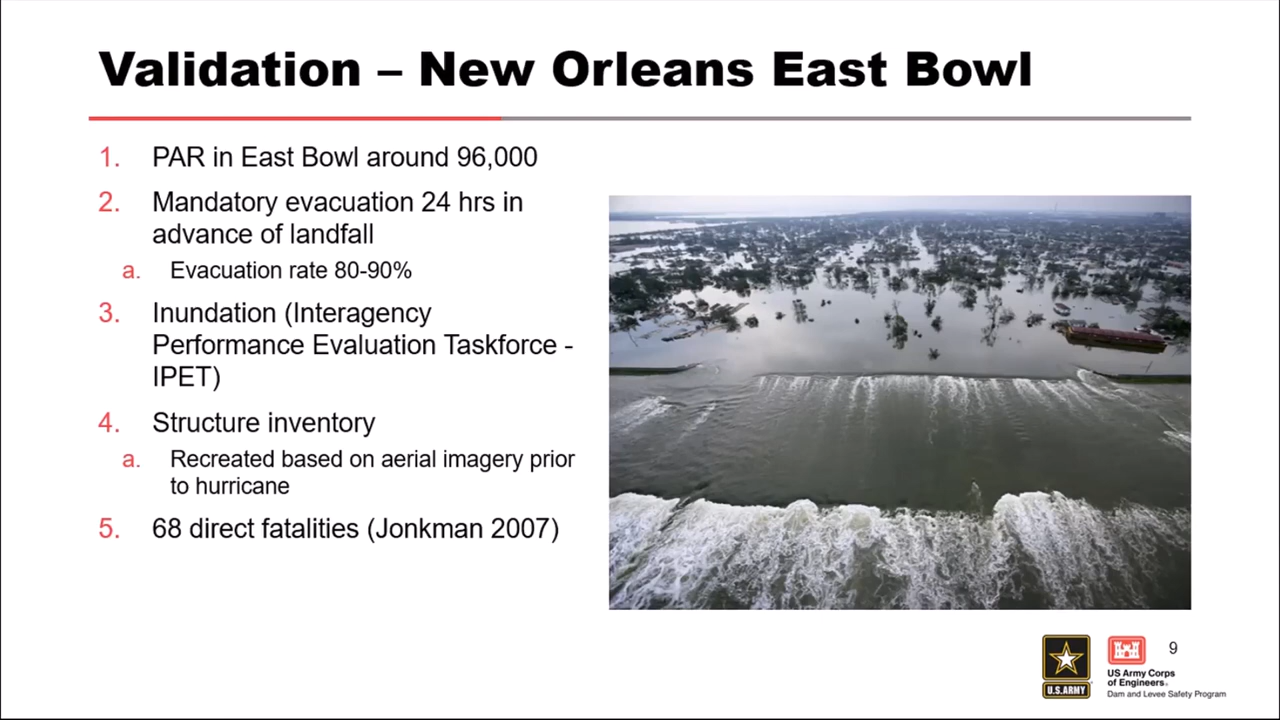 Validation – New Orleans East Bowl
1. PAR in East Bowl around 96,000
2. Mandatory evacuation 24 hrs in
advance of landfall
a. Evacuation rate 80-90%
3. Inundation (Interagency
Performance Evaluation Taskforce -
IPET)
4. Structure inventory
a. Recreated based on aerial imagery prior
to hurricane
5. 68 direct fatalities (Jonkman 2007)
9
U.S.ARMY
US Army Corps
of Engineers®
Dam and Levee Safety Program